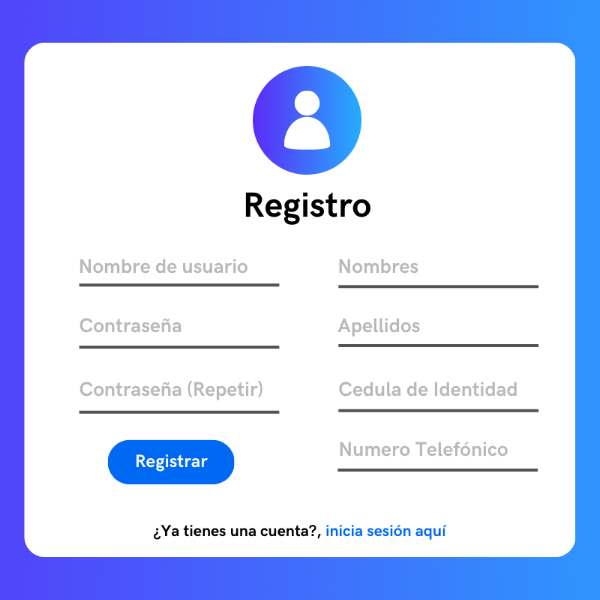 Registro
Nombre de usuario
Contraseña
Contraseña (Repetir)
Registrar
Nombres
Apellidos
Cedula de Identidad
Numero Telefónico
¿Ya tienes una cuenta?, inicia sesión aquí